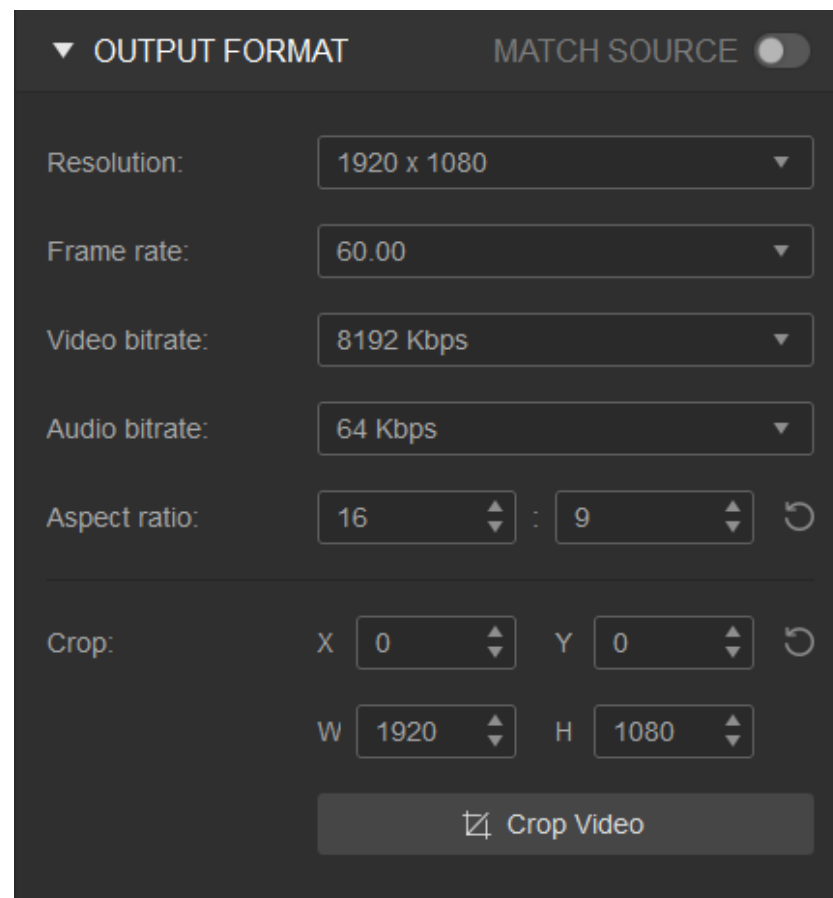 OUTPUT FORMAT MATCH SOURCE
Resolution: 1920 x 1080
Frame rate: 60.00
Video bitrate: 8192 Kbps
Audio bitrate: 64 Kbps
Aspect ratio: 16 : 9
Crop: X 0 Y 0
W 1920 H 1080
Crop Video